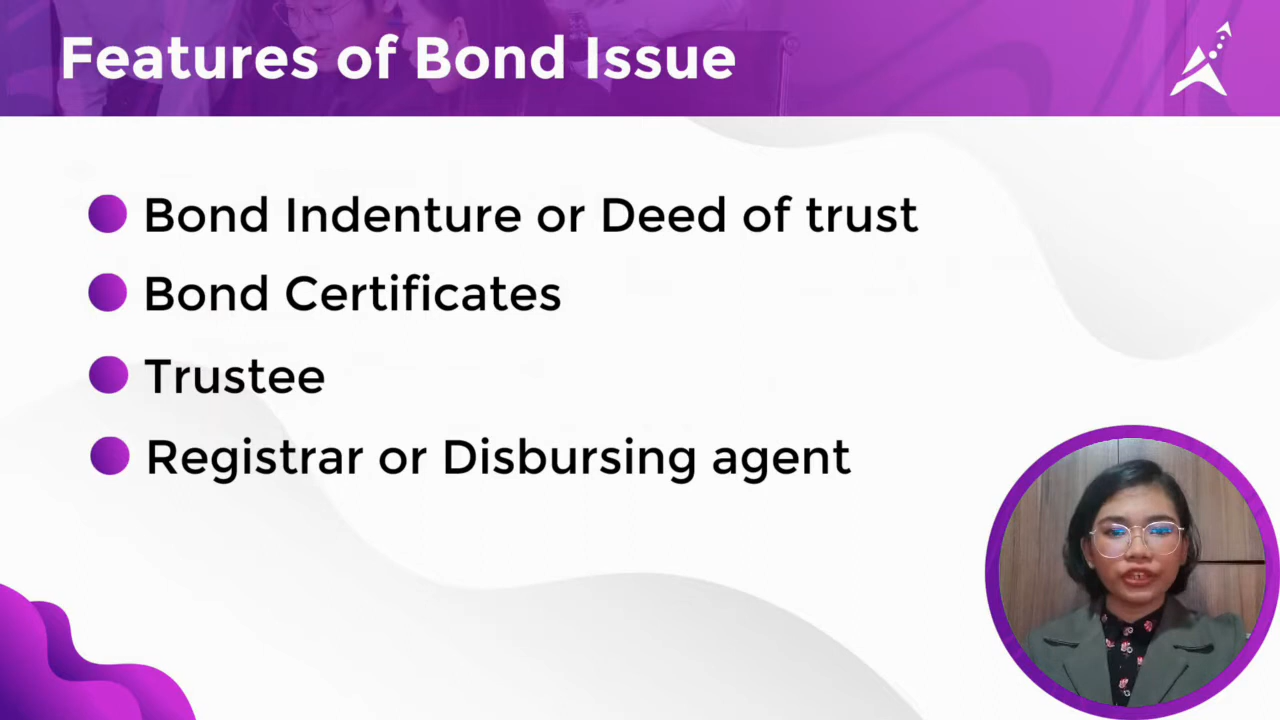 Features of Bond Issue
Bond Indenture or Deed of trust
Bond Certificates
Trustee
Registrar or Disbursing agent